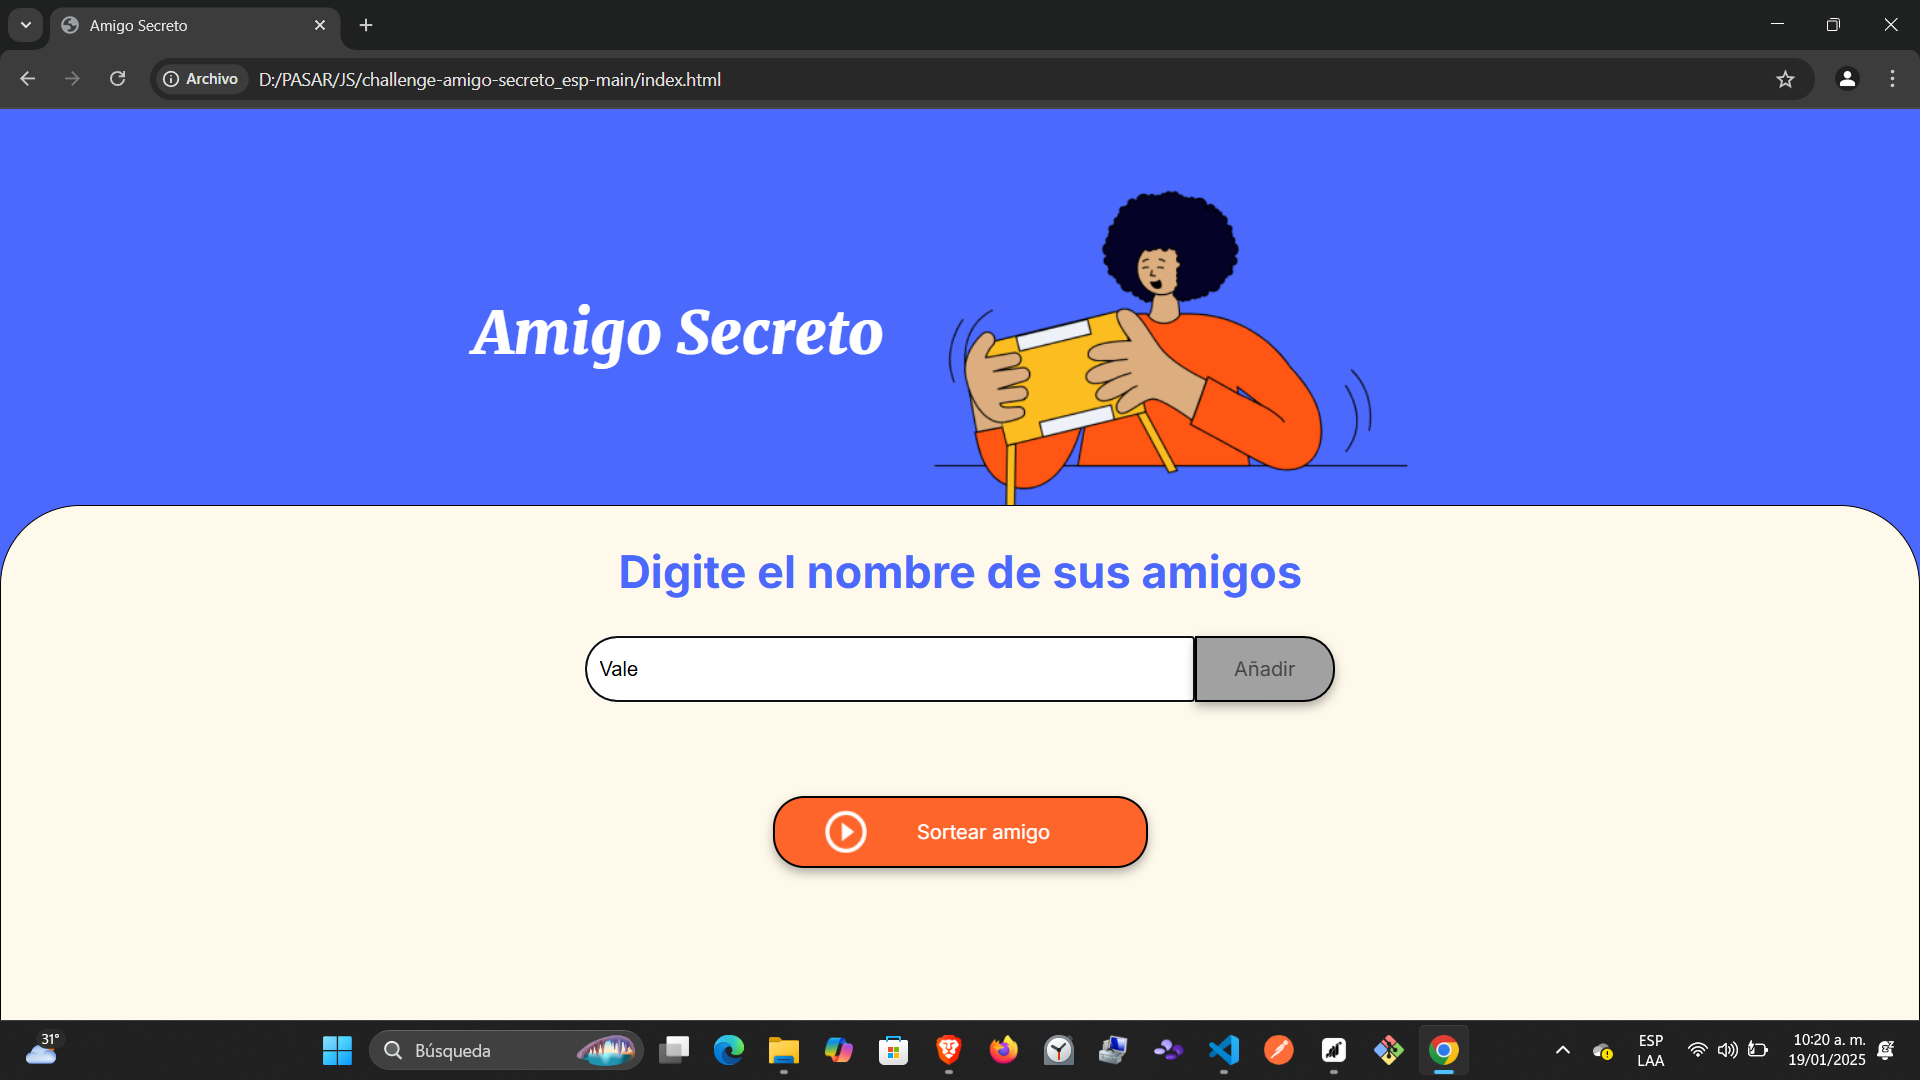 Amigo Secreto
Archivo D:/PASAR/JS/challenge-amigo-secreto_esp-main/index.html
Amigo Secreto
Digite el nombre de sus amigos
Vale
Añadir
Sortear amigo
31°
Búsqueda
ESP
LAA
10:20 a. m.
19/01/2025